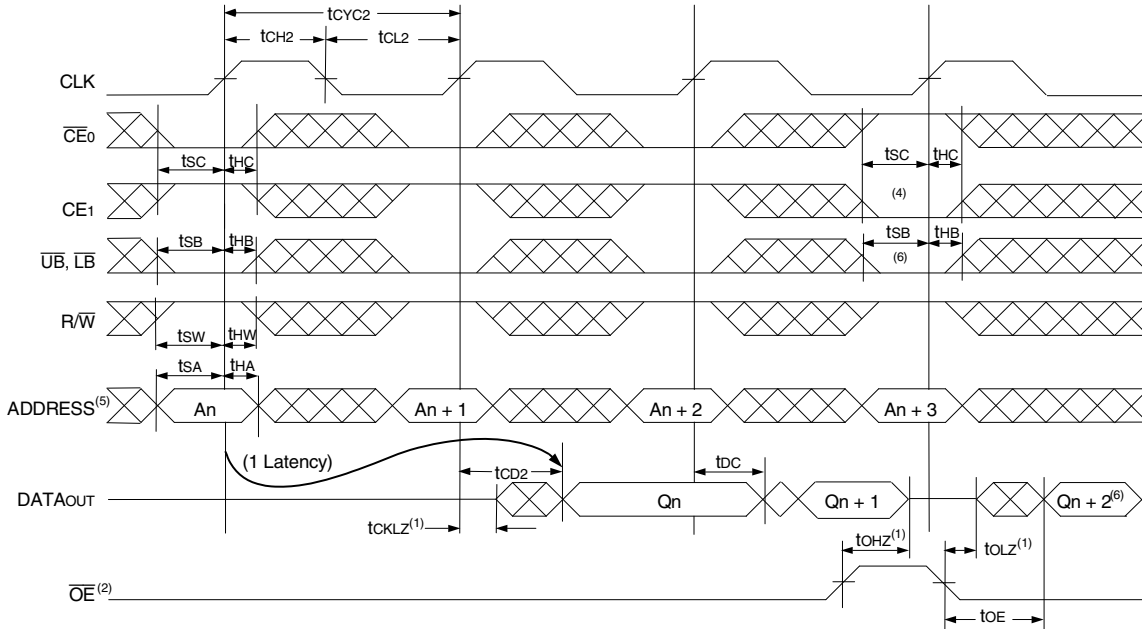 tCYC2
tCH2 tCL2
CLK
CE0
tSC tHC tSC tHC
CE1 (4)
tSB tHB tSB tHB
UB, LB (6)
R/W
tSW tHW
tSA tHA
ADDRESS(5) An An + 1 An + 2 An + 3
(1 Latency) tCD2 tDC
DATAOUT Qn Qn + 1 Qn + 2(6)
tCKLZ(1) tOHZ(1) tOLZ(1)
OE(2)
tOE